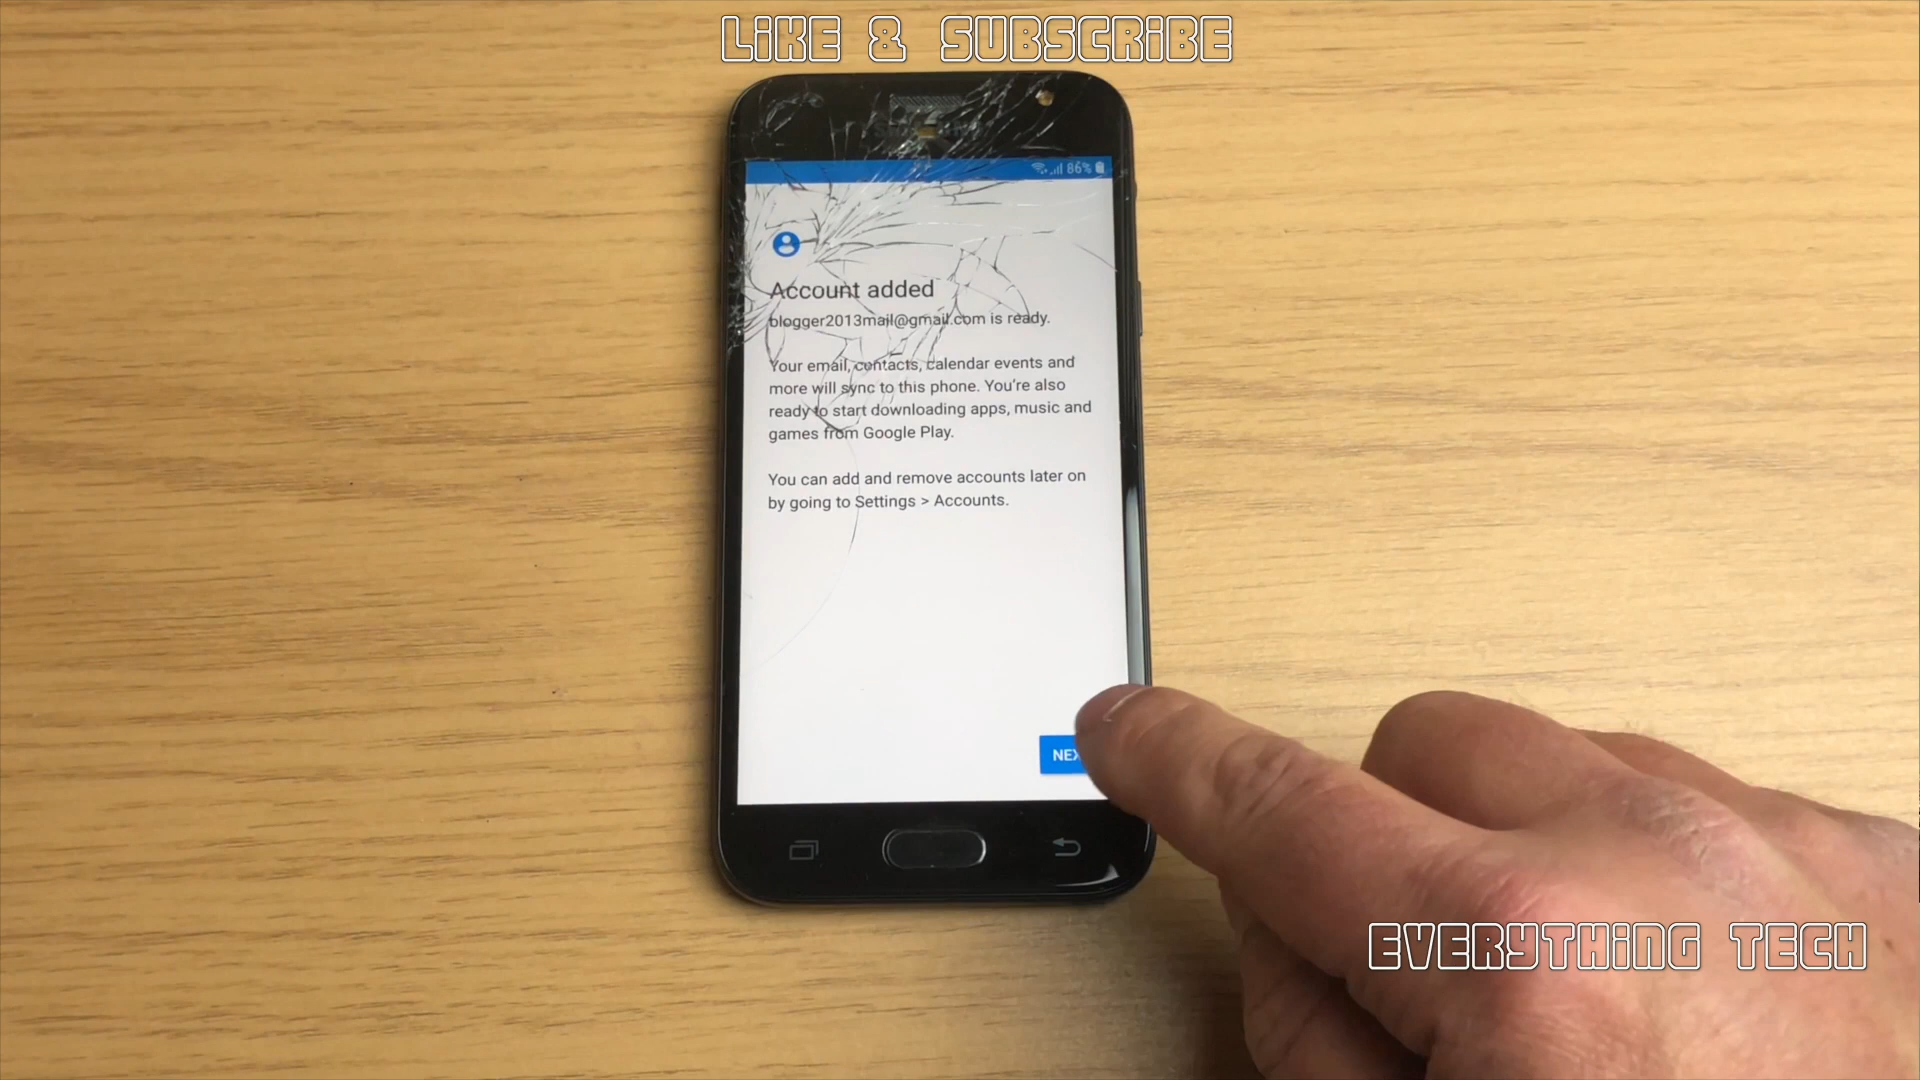 LIKE & SUBSCRIBE
86%
Account added
blogger2013mail@gmail.com is ready.
Your email, contacts, calendar events and
more will sync to this phone. You're also
ready to start downloading apps, music and
games from Google Play.
You can add and remove accounts later on
by going to Settings > Accounts.
NEX
EVERYTHING TECH